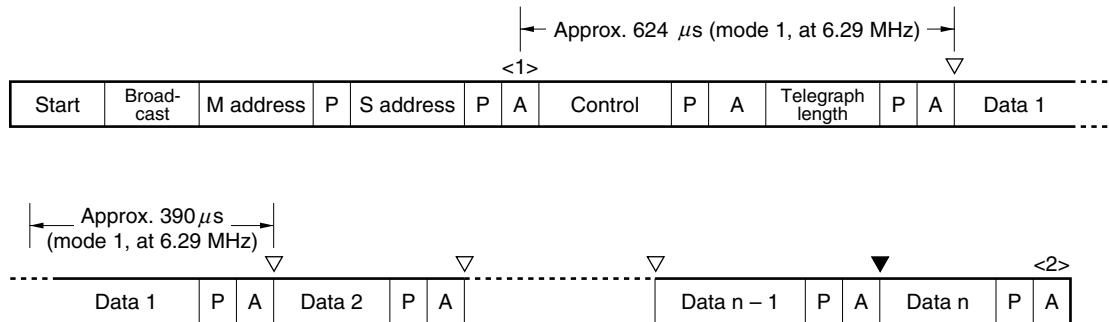 Approx. 624 μs (mode 1, at 6.29 MHz)
<1>
Start Broad-cast M address P S address P A Control P A Telegraph length P A Data 1
Approx. 390 μs
(mode 1, at 6.29 MHz)
<2>
Data 1 P A Data 2 P A Data n – 1 P A Data n P A